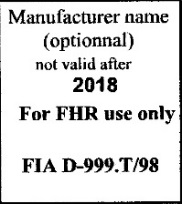 Manufacturer name
(optionnal)
not valid after
2018
For FHR use only
FIA D-999.T/98